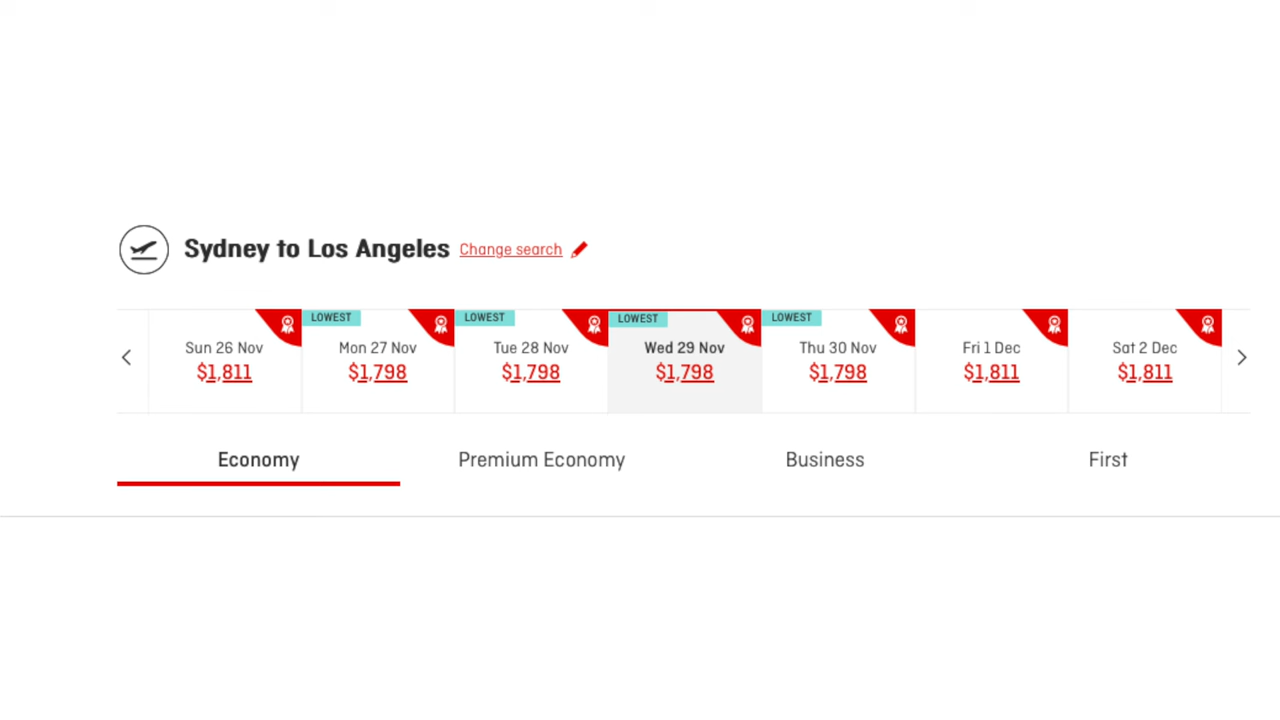 Sydney to Los Angeles Change search
LOWEST LOWEST LOWEST LOWEST
Sun 26 Nov Mon 27 Nov Tue 28 Nov Wed 29 Nov Thu 30 Nov Fri 1 Dec Sat 2 Dec
$1,811 $1,798 $1,798 $1,798 $1,798 $1,811 $1,811
Economy Premium Economy Business First